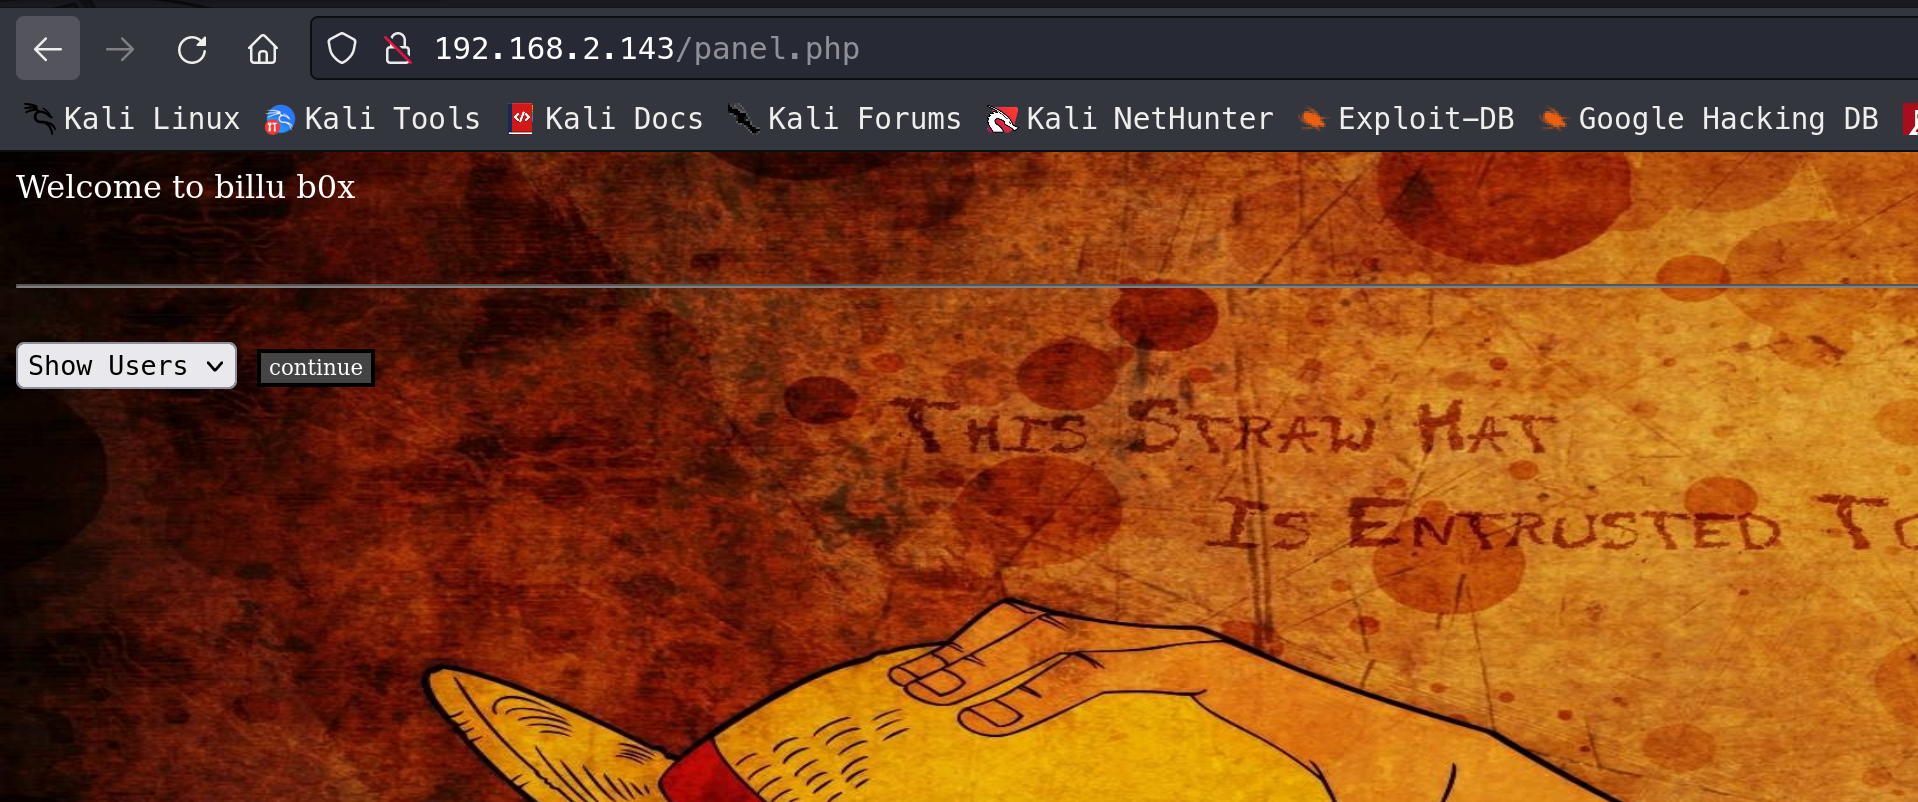 192.168.2.143/panel.php
Kali Linux Kali Tools Kali Docs Kali Forums Kali NetHunter Exploit-DB Google Hacking DB
Welcome to billu b0x
Show Users continue
THIS STRAW HAT
IS ENTRUSTED TO